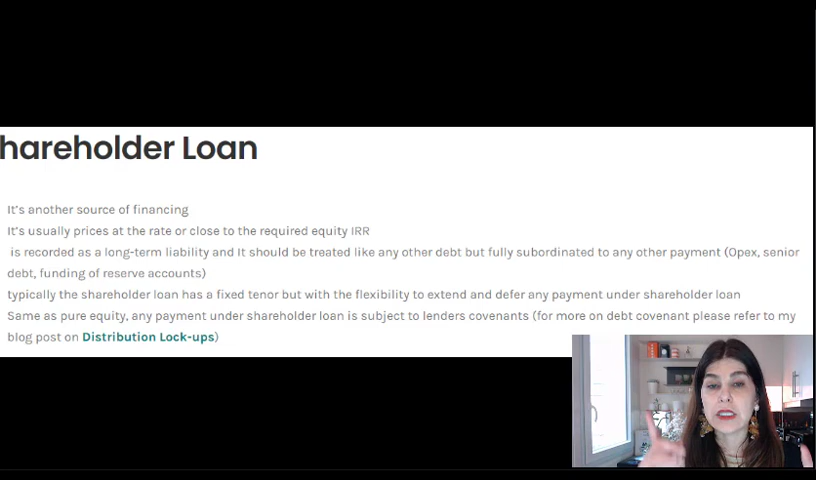 hareholder Loan
It's another source of financing
It's usually prices at the rate or close to the required equity IRR
is recorded as a long-term liability and It should be treated like any other debt but fully subordinated to any other payment (Opex, senior
debt, funding of reserve accounts)
typically the shareholder loan has a fixed tenor but with the flexibility to extend and defer any payment under shareholder loan
Same as pure equity, any payment under shareholder loan is subject to lenders covenants (for more on debt covenant please refer to my
blog post on Distribution Lock-ups)